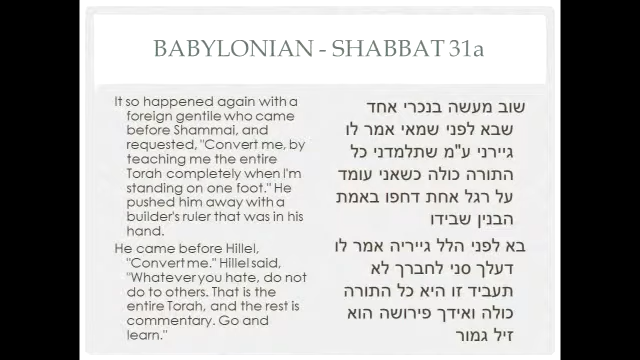 BABYLONIAN - SHABBAT 31a
It so happened again with a
foreign gentile who came
before Shammai, and
requested, "Convert me, by
teaching me the entire
Torah completely when I'm
standing on one foot." He
pushed him away with a
builder's ruler that was in his
hand.
He came before Hillel,
"Convert me." Hillel said,
"Whatever you hate, do not
do to others. That is the
entire Torah, and the rest is
commentary. Go and
learn."
שוב מעשה בנכרי אחד
שבא לפני שמאי אמר לו
גיירני ע"מ שתלמדני כל
התורה כולה כשאני עומד
על רגל אחת דחפו באמת
הבנין שבידו
בא לפני הלל גייריה אמר לו
דעלך סני לחברך לא
תעביד זו היא כל התורה
כולה ואידך פירושה הוא
זיל גמור